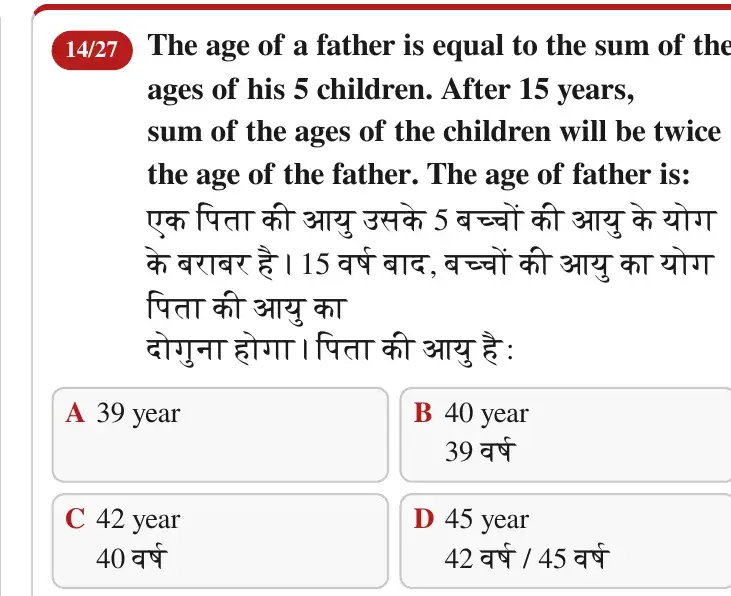 14/27 The age of a father is equal to the sum of the
ages of his 5 children. After 15 years,
sum of the ages of the children will be twice
the age of the father. The age of father is:
एक पिता की आयु उसके 5 बच्चों की आयु के योग
के बराबर है। 15 वर्ष बाद, बच्चों की आयु का योग
पिता की आयु का
दोगुना होगा। पिता की आयु है:
A 39 year
B 40 year
39 वर्ष
C 42 year
40 वर्ष
D 45 year
42 वर्ष / 45 वर्ष